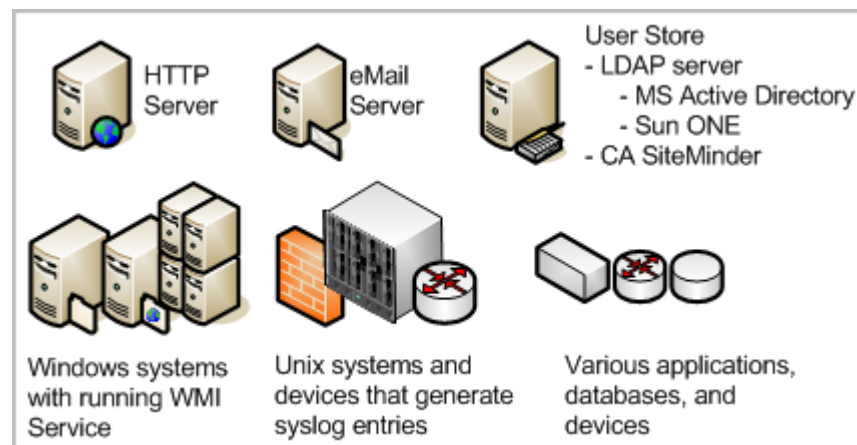 HTTP
Server
eMail
Server
User Store
- LDAP server
- MS Active Directory
- Sun ONE
- CA SiteMinder
Windows systems
with running WMI
Service
Unix systems and
devices that generate
syslog entries
Various applications,
databases, and
devices